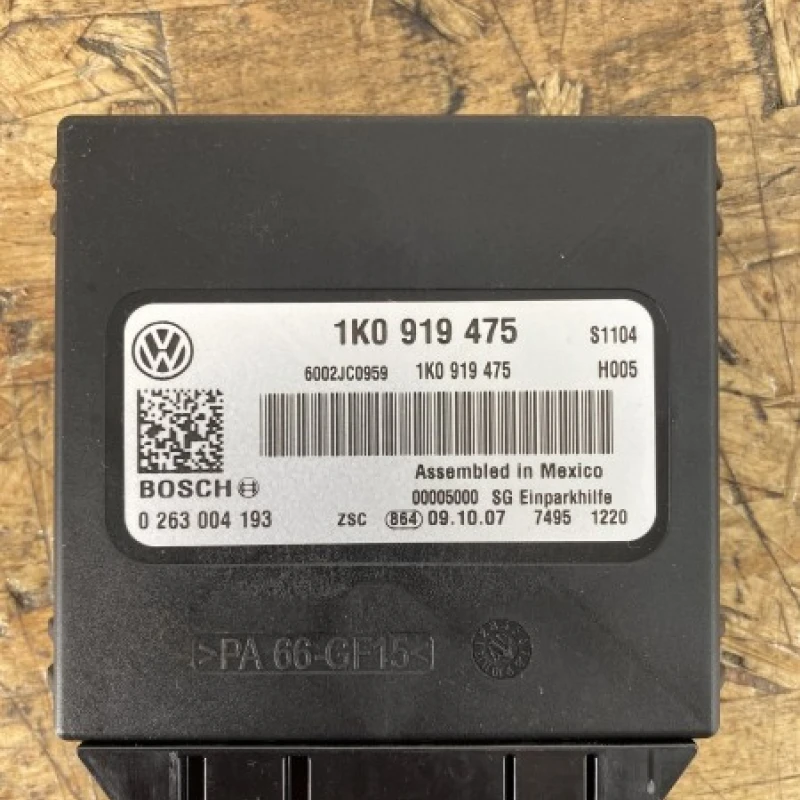 1K0 919 475 S1104
6002JC0959 1K0 919 475 H005
Assembled in Mexico
BOSCH
00005000 SG Einparkhilfe
0 263 004 193 ZSC 864 09.10.07 7495 1220
>PA 66-GF15<